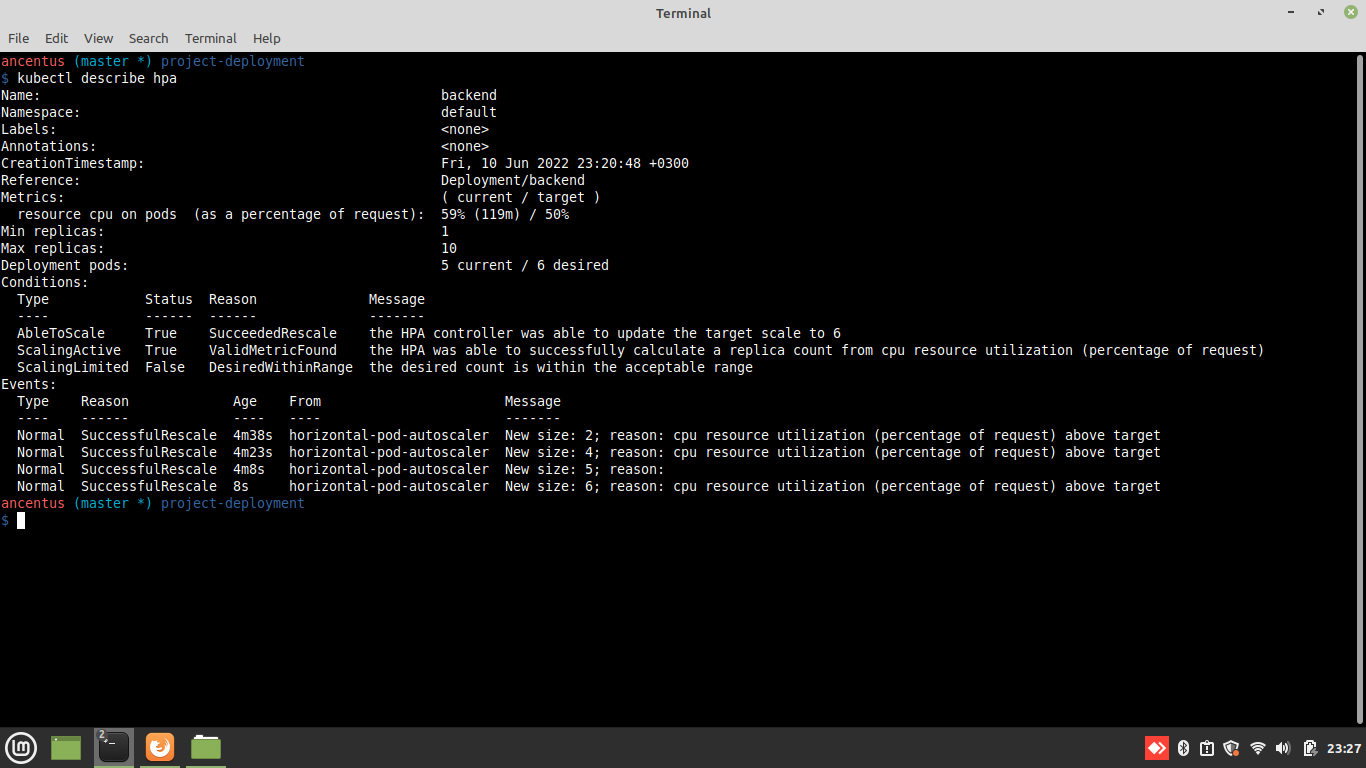 Terminal
File Edit View Search Terminal Help
ancentus (master *) project-deployment
$ kubectl describe hpa
Name: backend
Namespace: default
Labels: <none>
Annotations: <none>
CreationTimestamp: Fri, 10 Jun 2022 23:20:48 +0300
Reference: Deployment/backend
Metrics: ( current / target )
  resource cpu on pods  (as a percentage of request): 59% (119m) / 50%
Min replicas: 1
Max replicas: 10
Deployment pods: 5 current / 6 desired
Conditions:
  Type            Status  Reason              Message
  ----            ------  ------              -------
  AbleToScale     True    SucceededRescale    the HPA controller was able to update the target scale to 6
  ScalingActive   True    ValidMetricFound    the HPA was able to successfully calculate a replica count from cpu resource utilization (percentage of request)
  ScalingLimited  False   DesiredWithinRange  the desired count is within the acceptable range
Events:
  Type    Reason             Age    From                       Message
  ----    ------             ----   ----                       -------
  Normal  SuccessfulRescale  4m38s  horizontal-pod-autoscaler  New size: 2; reason: cpu resource utilization (percentage of request) above target
  Normal  SuccessfulRescale  4m23s  horizontal-pod-autoscaler  New size: 4; reason: cpu resource utilization (percentage of request) above target
  Normal  SuccessfulRescale  4m8s   horizontal-pod-autoscaler  New size: 5; reason:
  Normal  SuccessfulRescale  8s     horizontal-pod-autoscaler  New size: 6; reason: cpu resource utilization (percentage of request) above target
ancentus (master *) project-deployment
$
2
23:27